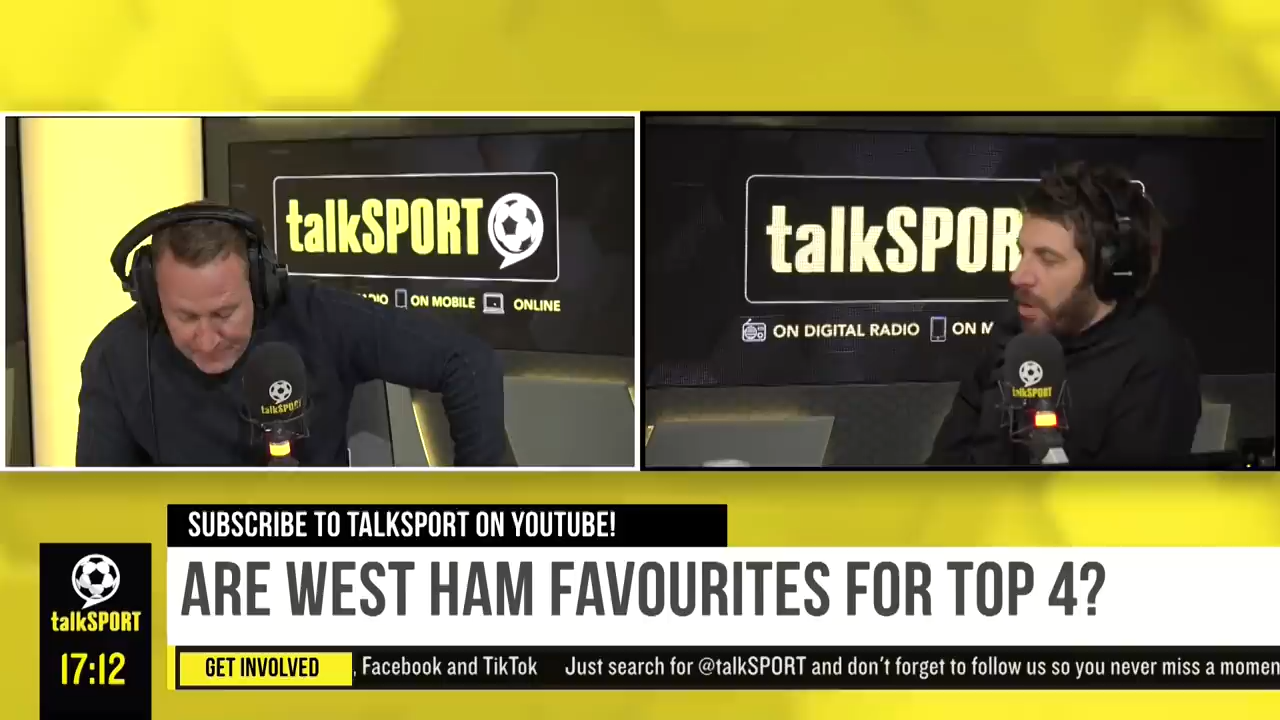 talkSPORT
ADIO ON MOBILE ONLINE
talkSPORT
talkSPOR
ON DIGITAL RADIO ON M
talkSPORT
SUBSCRIBE TO TALKSPORT ON YOUTUBE!
ARE WEST HAM FAVOURITES FOR TOP 4?
talkSPORT
17:12
GET INVOLVED , Facebook and TikTok Just search for @talkSPORT and don't forget to follow us so you never miss a momen